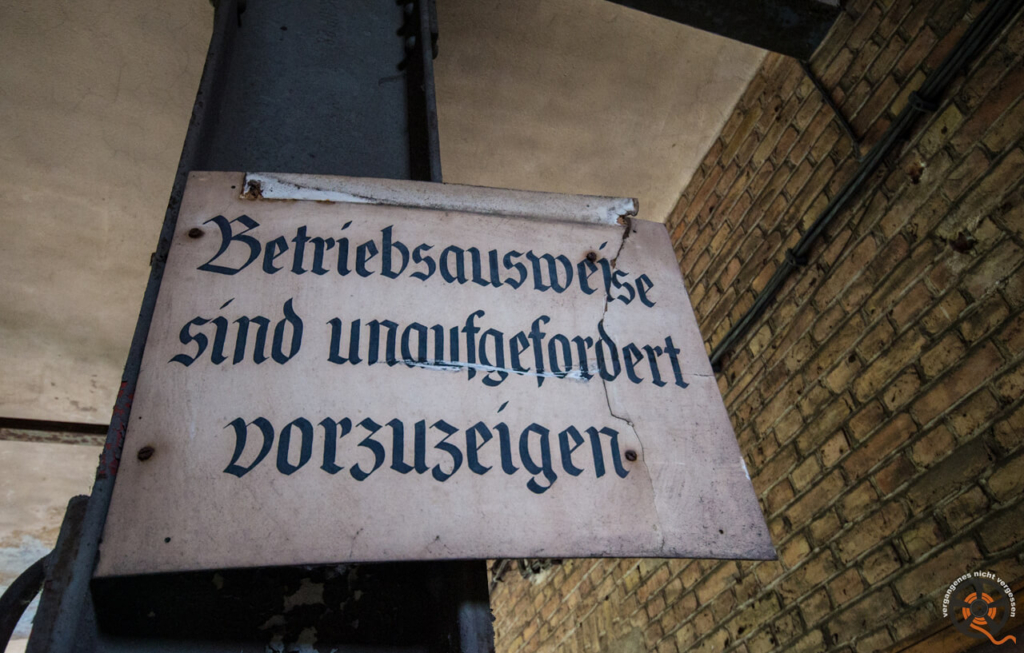 Betriebsausweise
sind unaufgefordert
vorzuzeigen
vergangenes nicht vergessen